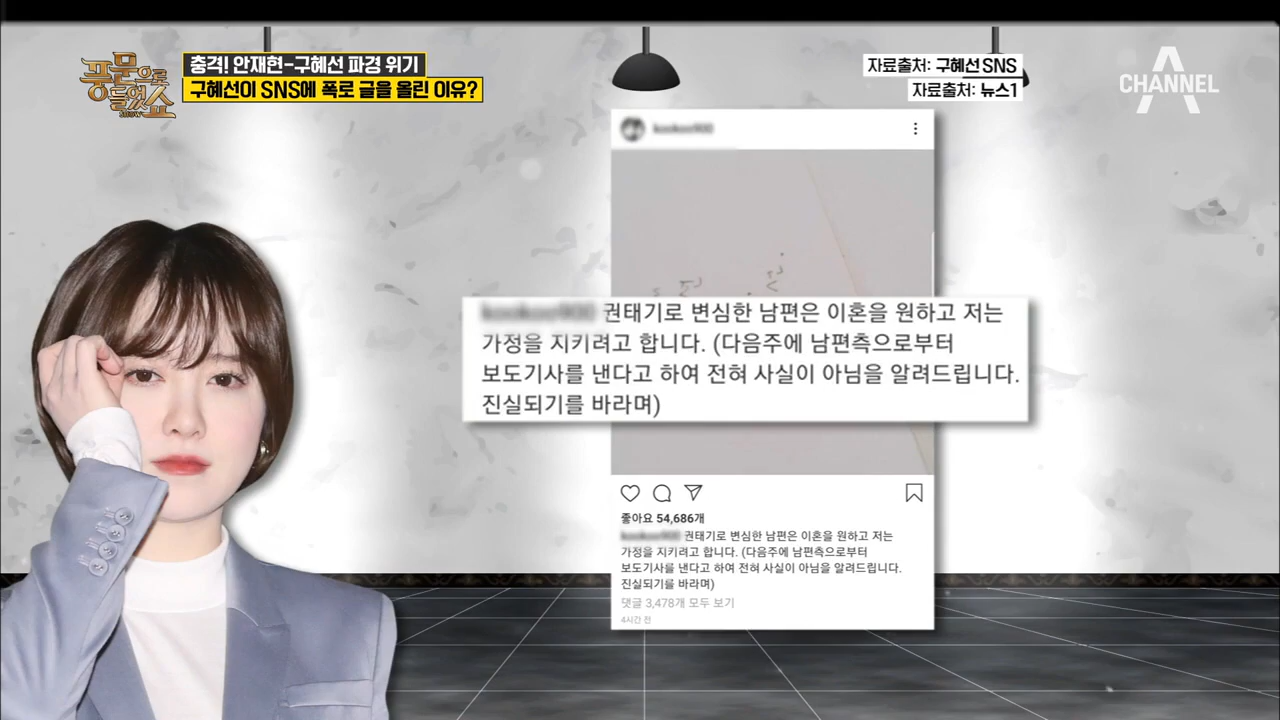 풍문으로
들었쇼
SHOW
충격! 안재현-구혜선 파경 위기
구혜선이 SNS에 폭로 글을 올린 이유?
자료출처: 구혜선 SNS
자료출처: 뉴스1
CHANNEL A
권태기로 변심한 남편은 이혼을 원하고 저는
가정을 지키려고 합니다. (다음주에 남편측으로부터
보도기사를 낸다고 하여 전혀 사실이 아님을 알려드립니다.
진실되기를 바라며)
좋아요 54,686개
권태기로 변심한 남편은 이혼을 원하고 저는
가정을 지키려고 합니다. (다음주에 남편측으로부터
보도기사를 낸다고 하여 전혀 사실이 아님을 알려드립니다.
진실되기를 바라며)
댓글 3,478개 모두 보기
4시간 전